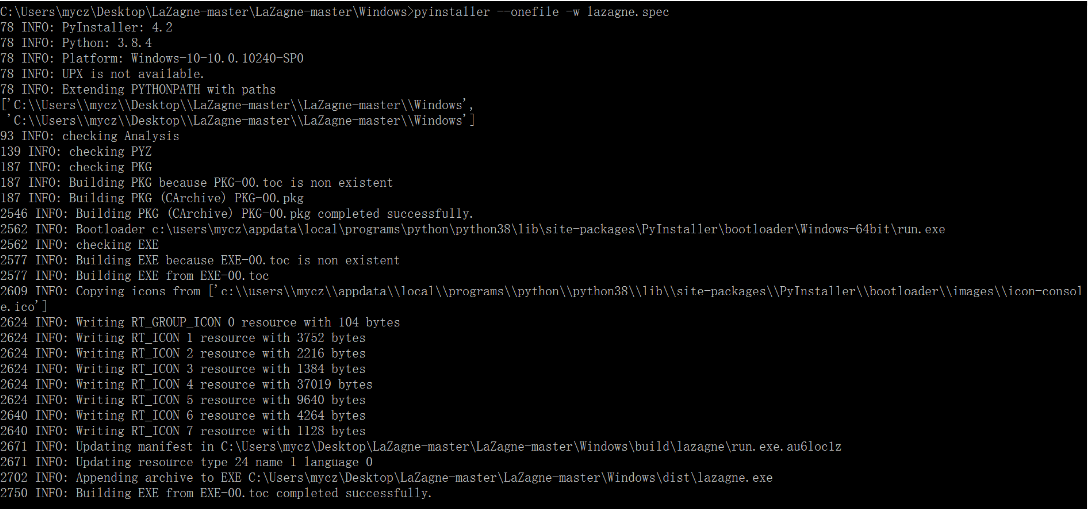 C:\Users\mycz\Desktop\LaZagne-master\LaZagne-master\Windows>pyinstaller --onefile -w lazagne.spec
78 INFO: PyInstaller: 4.2
78 INFO: Python: 3.8.4
78 INFO: Platform: Windows-10-10.0.10240-SP0
78 INFO: UPX is not available.
78 INFO: Extending PYTHONPATH with paths
['C:\\Users\\mycz\\Desktop\\LaZagne-master\\LaZagne-master\\Windows',
 'C:\\Users\\mycz\\Desktop\\LaZagne-master\\LaZagne-master\\Windows']
93 INFO: checking Analysis
139 INFO: checking PYZ
187 INFO: checking PKG
187 INFO: Building PKG because PKG-00.toc is non existent
187 INFO: Building PKG (CArchive) PKG-00.pkg
2546 INFO: Building PKG (CArchive) PKG-00.pkg completed successfully.
2562 INFO: Bootloader c:\users\mycz\appdata\local\programs\python\python38\lib\site-packages\PyInstaller\bootloader\Windows-64bit\run.exe
2562 INFO: checking EXE
2577 INFO: Building EXE because EXE-00.toc is non existent
2577 INFO: Building EXE from EXE-00.toc
2609 INFO: Copying icons from ['c:\\users\\mycz\\appdata\\local\\programs\\python\\python38\\lib\\site-packages\\PyInstaller\\bootloader\\images\\icon-consol
e.ico']
2624 INFO: Writing RT_GROUP_ICON 0 resource with 104 bytes
2624 INFO: Writing RT_ICON 1 resource with 3752 bytes
2624 INFO: Writing RT_ICON 2 resource with 2216 bytes
2624 INFO: Writing RT_ICON 3 resource with 1384 bytes
2624 INFO: Writing RT_ICON 4 resource with 37019 bytes
2624 INFO: Writing RT_ICON 5 resource with 9640 bytes
2640 INFO: Writing RT_ICON 6 resource with 4264 bytes
2640 INFO: Writing RT_ICON 7 resource with 1128 bytes
2671 INFO: Updating manifest in C:\Users\mycz\Desktop\LaZagne-master\LaZagne-master\Windows\build\lazagne\run.exe.au6loc1z
2671 INFO: Updating resource type 24 name 1 language 0
2702 INFO: Appending archive to EXE C:\Users\mycz\Desktop\LaZagne-master\LaZagne-master\Windows\dist\lazagne.exe
2750 INFO: Building EXE from EXE-00.toc completed successfully.